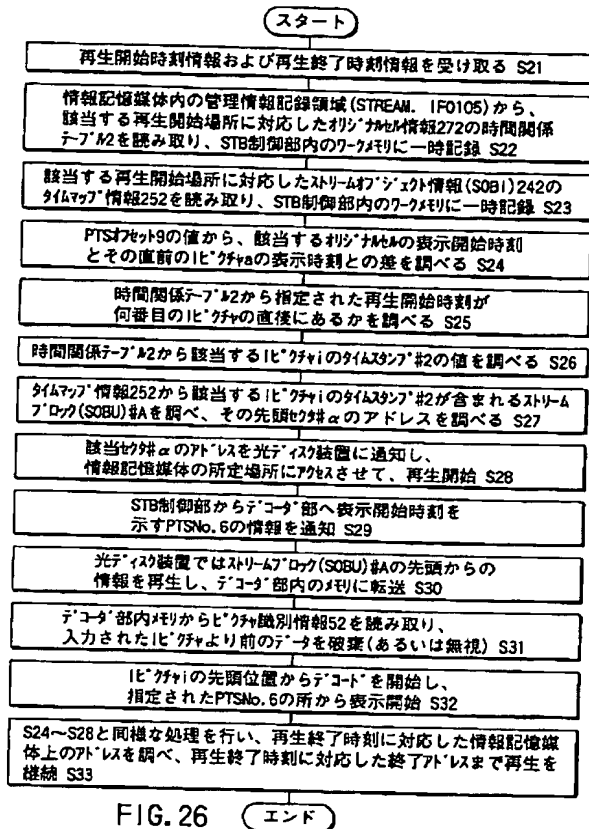 スタート
再生開始時刻情報および再生終了時刻情報を受け取る S21
情報記憶媒体内の管理情報記録領域(STREAM. IFO105)から、
該当する再生開始場所に対応したオリジナルセル情報272の時間関係
テーブル2を読み取り、STB制御部内のワークメモリに一時記録 S22
該当する再生開始場所に対応したストリームオブジェクト情報(SOBI)242の
タイムマップ情報252を読み取り、STB制御部内のワークメモリに一時記録 S23
PTSオフセット9の値から、該当するオリジナルセルの表示開始時刻
とその直前のIピクチャaの表示時刻との差を調べる S24
時間関係テーブル2から指定された再生開始時刻が
何番目のIピクチャの直後にあるかを調べる S25
時間関係テーブル2から該当するIピクチャiのタイムスタンプ#2の値を調べる S26
タイムマップ情報252から該当するIピクチャiのタイムスタンプ#2が含まれるストリーム
ブロック(SOBU)#Aを調べ、その先頭セクタ#αのアドレスを調べる S27
該当セクタ#αのアドレスを光ディスク装置に通知し、
情報記憶媒体の所定場所にアクセスさせて、再生開始 S28
STB制御部からデコーダ部へ表示開始時刻を
示すPTSNo.6の情報を通知 S29
光ディスク装置ではストリームブロック(SOBU)#Aの先頭からの
情報を再生し、デコーダ部内のメモリに転送 S30
デコーダ部内メモリからピクチャ識別情報52を読み取り、
入力されたIピクチャより前のデータを破棄(あるいは無視) S31
Iピクチャiの先頭位置からデコードを開始し、
指定されたPTSNo.6の所から表示開始 S32
S24～S28と同様な処理を行い、再生終了時刻に対応した情報記憶媒
体上のアドレスを調べ、再生終了時刻に対応した終了アドレスまで再生を
継続 S33
FIG. 26
エンド